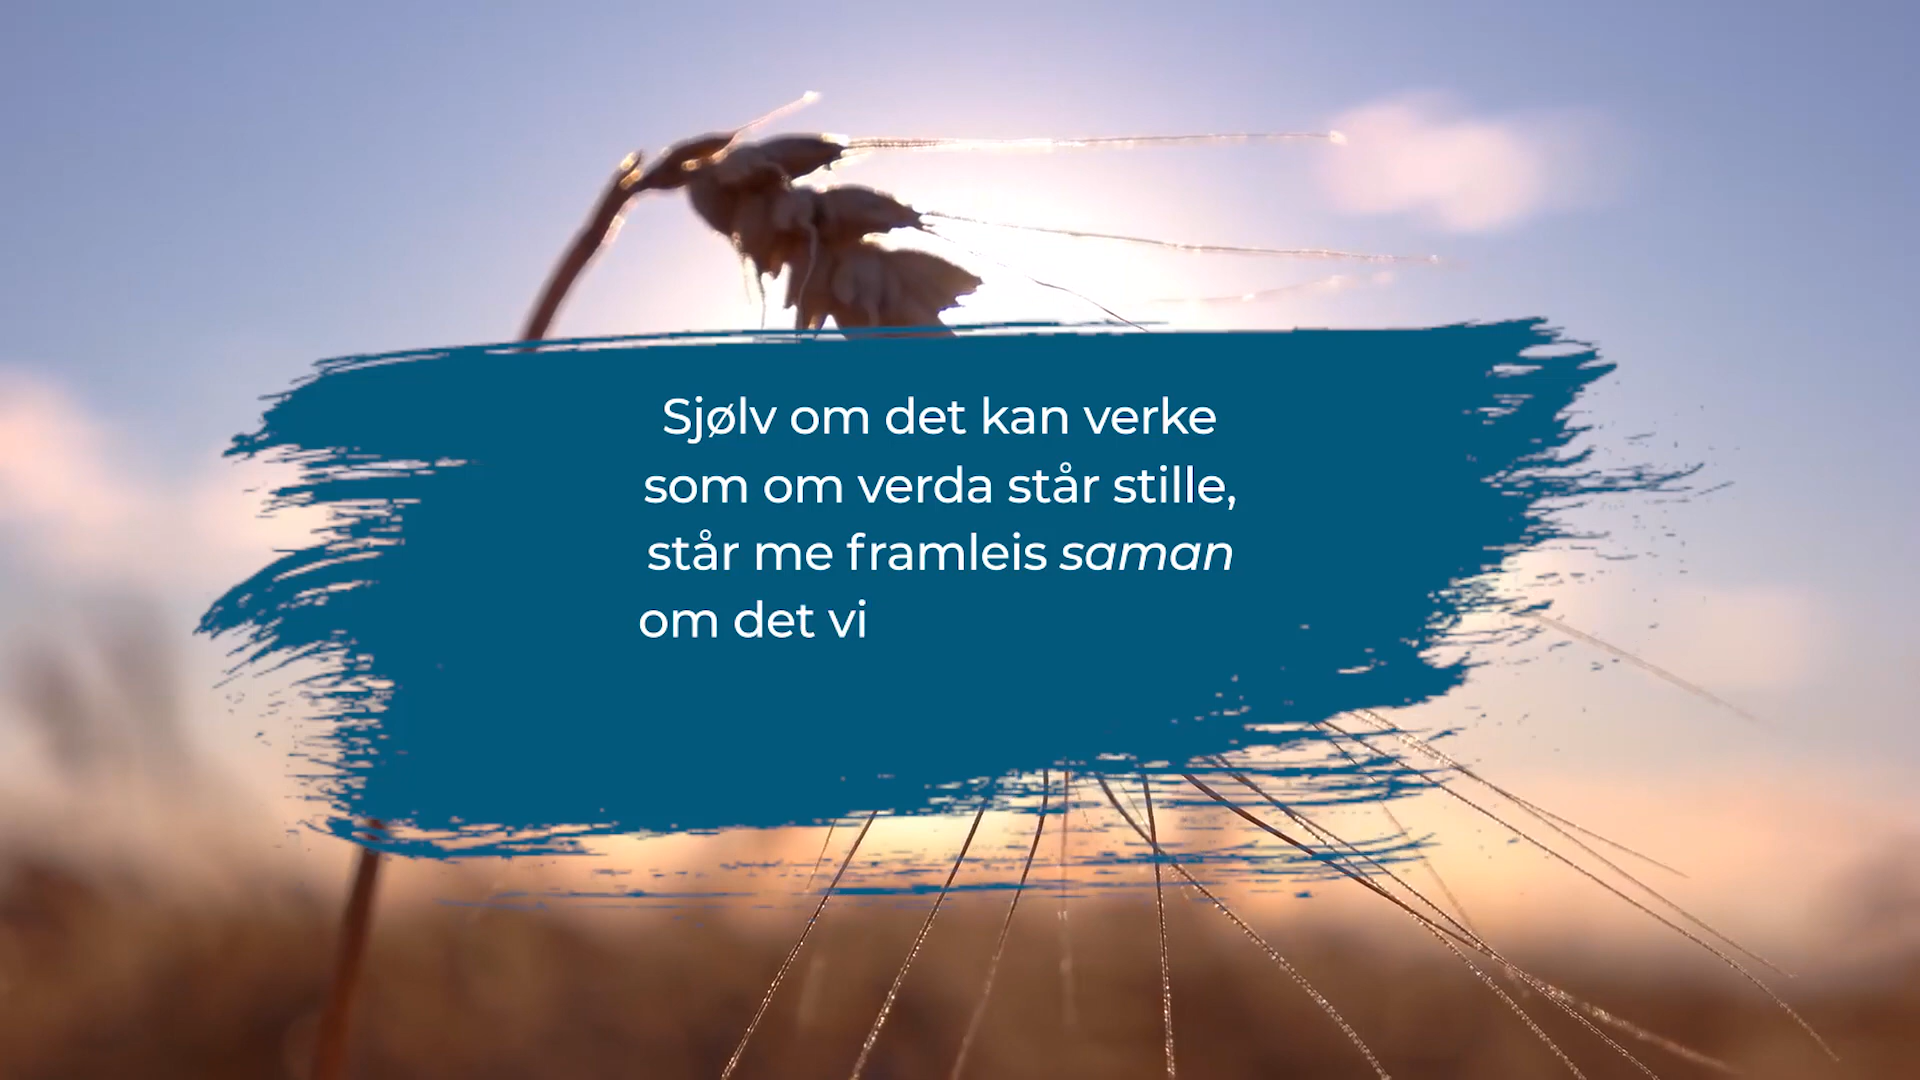 Sjølv om det kan verke
som om verda står stille,
står me framleis saman
om det vi